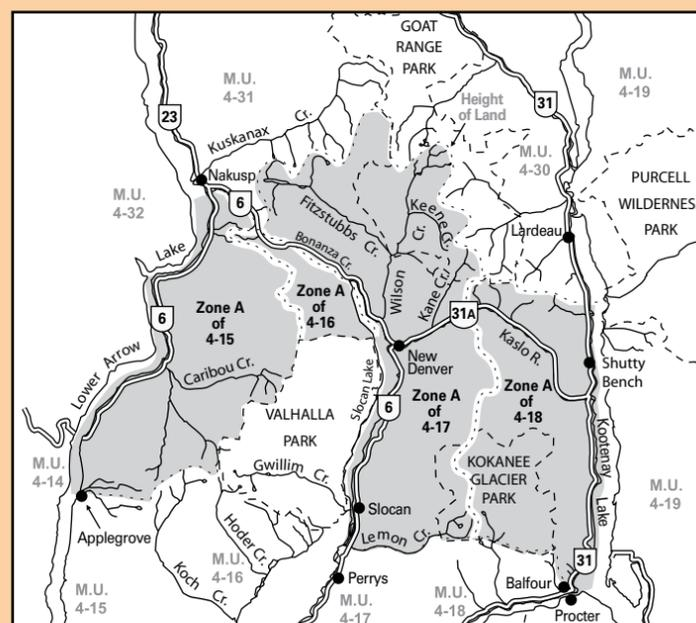 GOAT
RANGE
PARK
M.U.
4-31
M.U.
4-19
23
31
Kuskanax Cr.
Height
of Land
M.U.
4-30
Nakusp
M.U.
4-32
6
PURCELL
WILDERNES
PARK
Fitzstubbs Cr.
Keene Cr.
Lardeau
Bonanza Cr.
Lake
Wilson Cr.
Kane Cr.
Zone A
of
4-15
Zone A
of
4-16
6
31A
Kaslo R.
New
Denver
Shutty
Bench
Lower Arrow
Caribou Cr.
Slocan Lake
Zone A
of
4-17
Zone A
of
4-18
6
VALHALLA
PARK
Kootenay
Lake
M.U.
4-14
Gwillim Cr.
KOKANEE
GLACIER
PARK
M.U.
4-19
Slocan
Applegrove
Hoder Cr.
Lemon Cr.
M.U.
4-16
Koch Cr.
31
Perrys
Balfour
M.U.
4-15
M.U.
4-17
M.U.
4-18
Procter